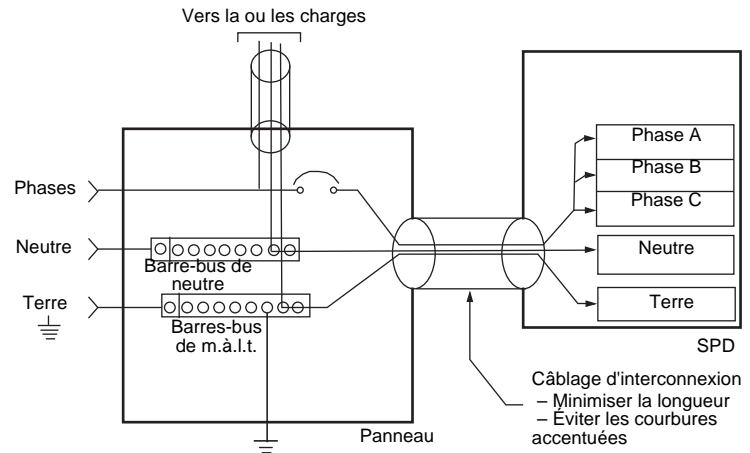 Vers la ou les charges
Phases
Neutre
Barre-bus de
neutre
Terre
Barres-bus
de m.à.l.t.
Panneau
Phase A
Phase B
Phase C
Neutre
Terre
SPD
Câblage d'interconnexion
– Minimiser la longueur
– Éviter les courbures
accentuées